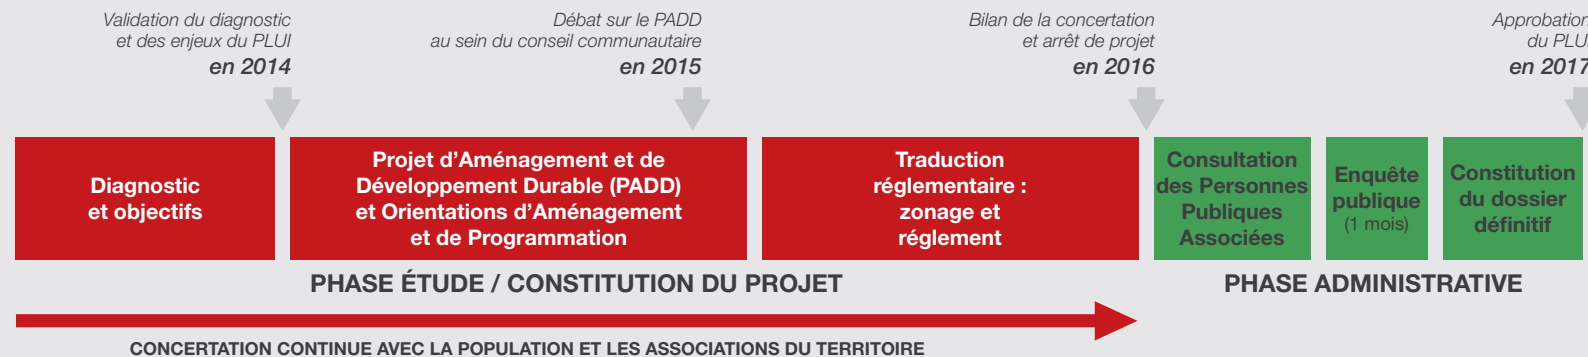 Validation du diagnostic
et des enjeux du PLUI
en 2014
Débat sur le PADD
au sein du conseil communautaire
en 2015
Bilan de la concertation
et arrêt de projet
en 2016
Approbation
du PLUI
en 2017
Diagnostic
et objectifs
Projet d’Aménagement et de
Développement Durable (PADD)
et Orientations d’Aménagement
et de Programmation
Traduction
réglementaire :
zonage et
réglement
Consultation
des Personnes
Publiques
Associées
Enquête
publique
(1 mois)
Constitution
du dossier
définitif
PHASE ÉTUDE / CONSTITUTION DU PROJET
PHASE ADMINISTRATIVE
CONCERTATION CONTINUE AVEC LA POPULATION ET LES ASSOCIATIONS DU TERRITOIRE